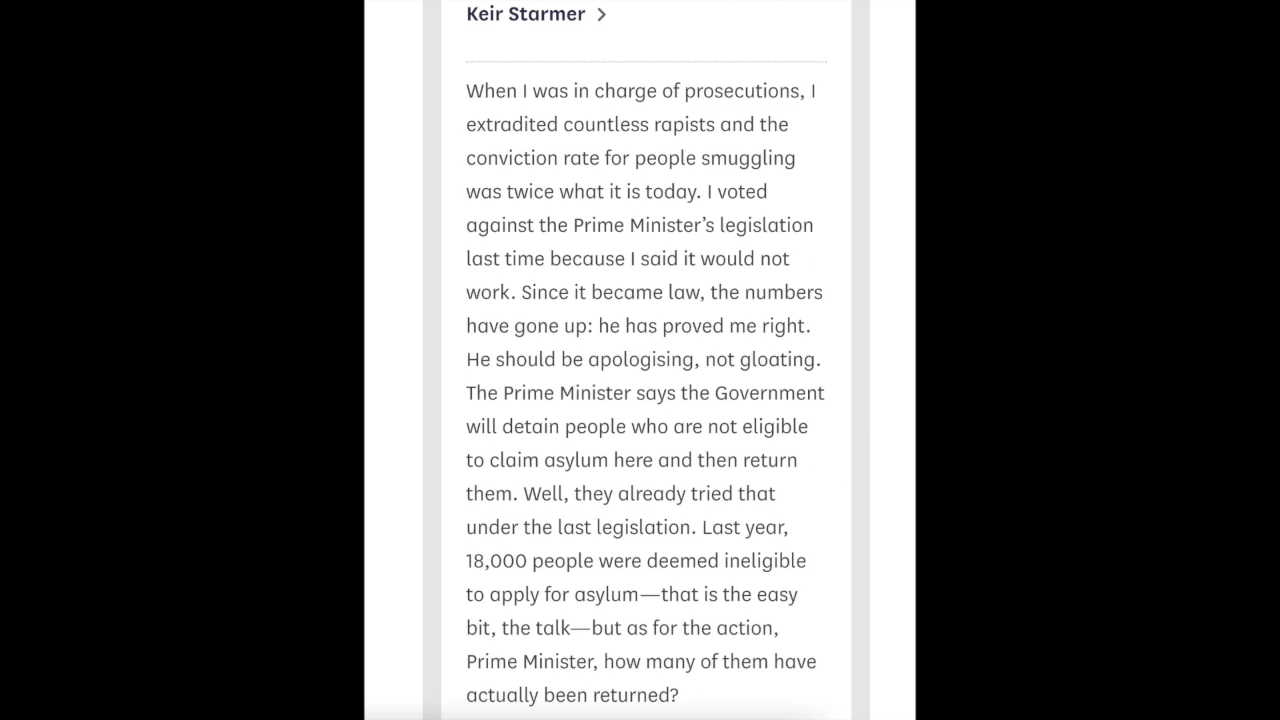 Keir Starmer
When I was in charge of prosecutions, I
extradited countless rapists and the
conviction rate for people smuggling
was twice what it is today. I voted
against the Prime Minister’s legislation
last time because I said it would not
work. Since it became law, the numbers
have gone up: he has proved me right.
He should be apologising, not gloating.
The Prime Minister says the Government
will detain people who are not eligible
to claim asylum here and then return
them. Well, they already tried that
under the last legislation. Last year,
18,000 people were deemed ineligible
to apply for asylum—that is the easy
bit, the talk—but as for the action,
Prime Minister, how many of them have
actually been returned?